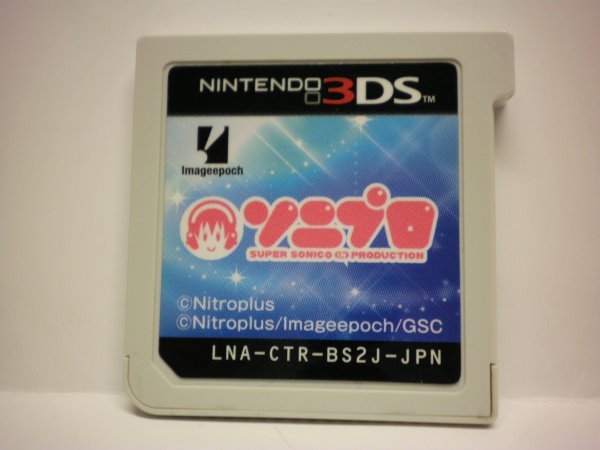 NINTENDO 3DS™
Imageepoch
ソニプロ
SUPER SONICO IN PRODUCTION
©Nitroplus
©Nitroplus/Imageepoch/GSC
LNA-CTR-BS2J-JPN